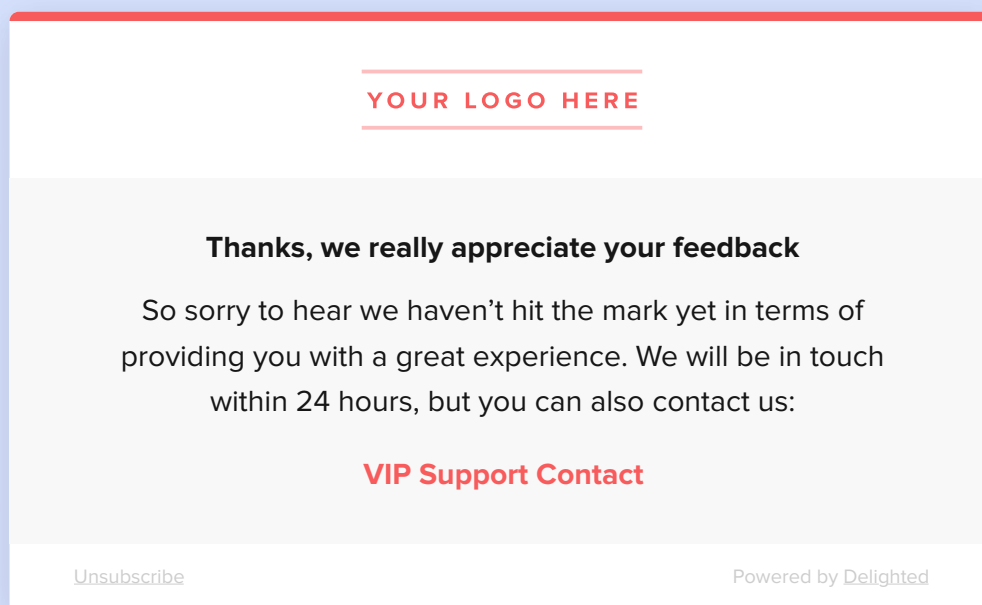 YOUR LOGO HERE
Thanks, we really appreciate your feedback
So sorry to hear we haven’t hit the mark yet in terms of
providing you with a great experience. We will be in touch
within 24 hours, but you can also contact us:
VIP Support Contact
Unsubscribe
Powered by Delighted